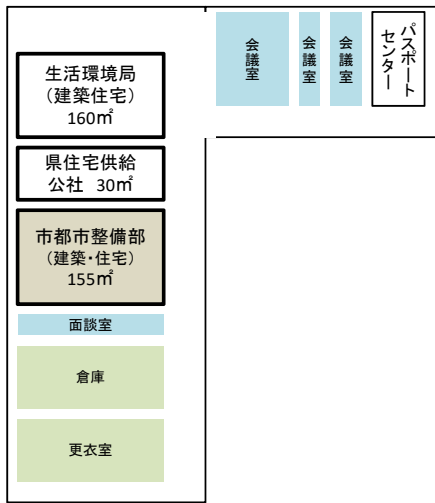 生活環境局
（建築住宅）
160㎡
県住宅供給
公社 30㎡
市都市整備部
（建築・住宅）
155㎡
面談室
倉庫
更衣室
会議室
会議室
会議室
パスポート
センター